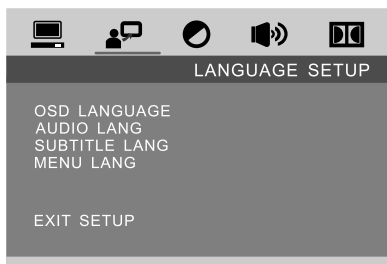 LANGUAGE SETUP
OSD LANGUAGE
AUDIO LANG
SUBTITLE LANG
MENU LANG
EXIT SETUP